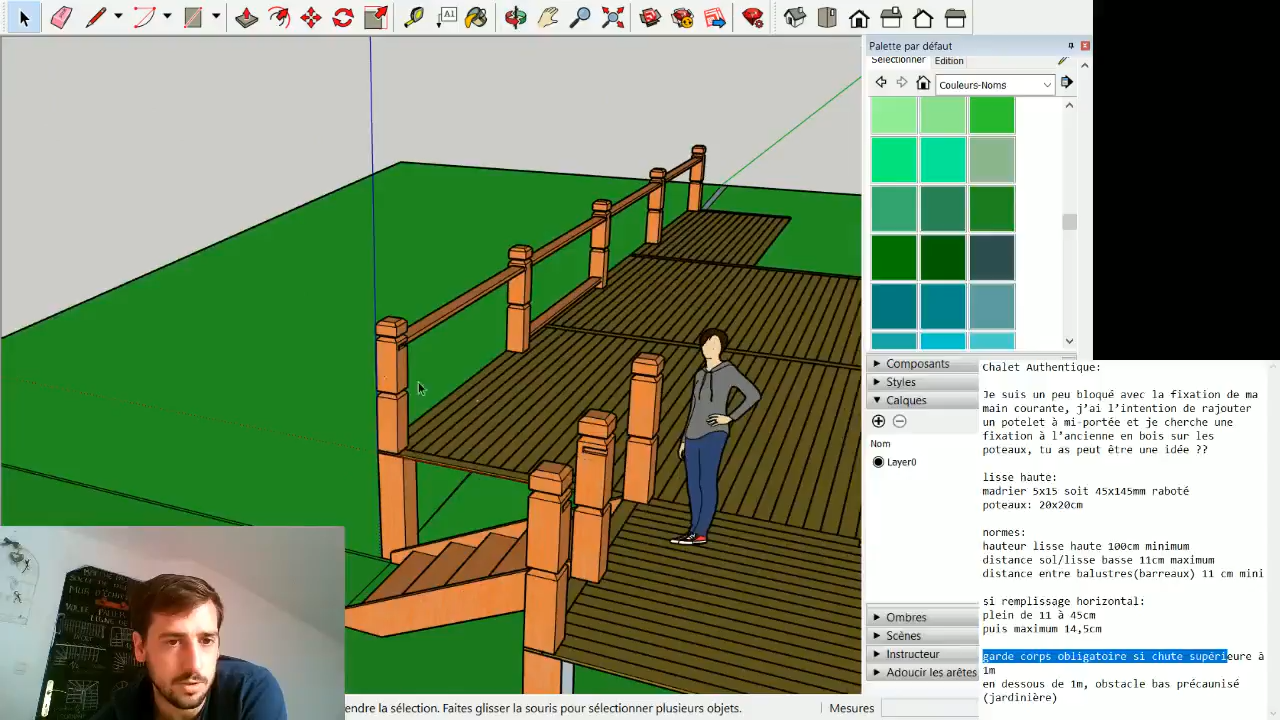 A1
Palette par défaut
Sélectionner Edition
Couleurs-Noms
Composants
Styles
Calques
Nom
Layer0
Ombres
Scènes
Instructeur
Adoucir les arêtes
Chalet Authentique:
Je suis un peu bloqué avec la fixation de ma
main courante, j’ai l’intention de rajouter
un potelet à mi-portée et je cherche une
fixation à l’ancienne en bois sur les
poteaux, tu as peut être une idée ??
lisse haute:
madrier 5x15 soit 45x145mm raboté
poteaux: 20x20cm
normes:
hauteur lisse haute 100cm minimum
distance sol/lisse basse 11cm maximum
distance entre balustres(barreaux) 11 cm mini
si remplissage horizontal:
plein de 11 à 45cm
puis maximum 14,5cm
garde corps obligatoire si chute supérieure à
1m
en dessous de 1m, obstacle bas précaunisé
(jardinière)
endre la sélection. Faites glisser la souris pour sélectionner plusieurs objets.
Mesures